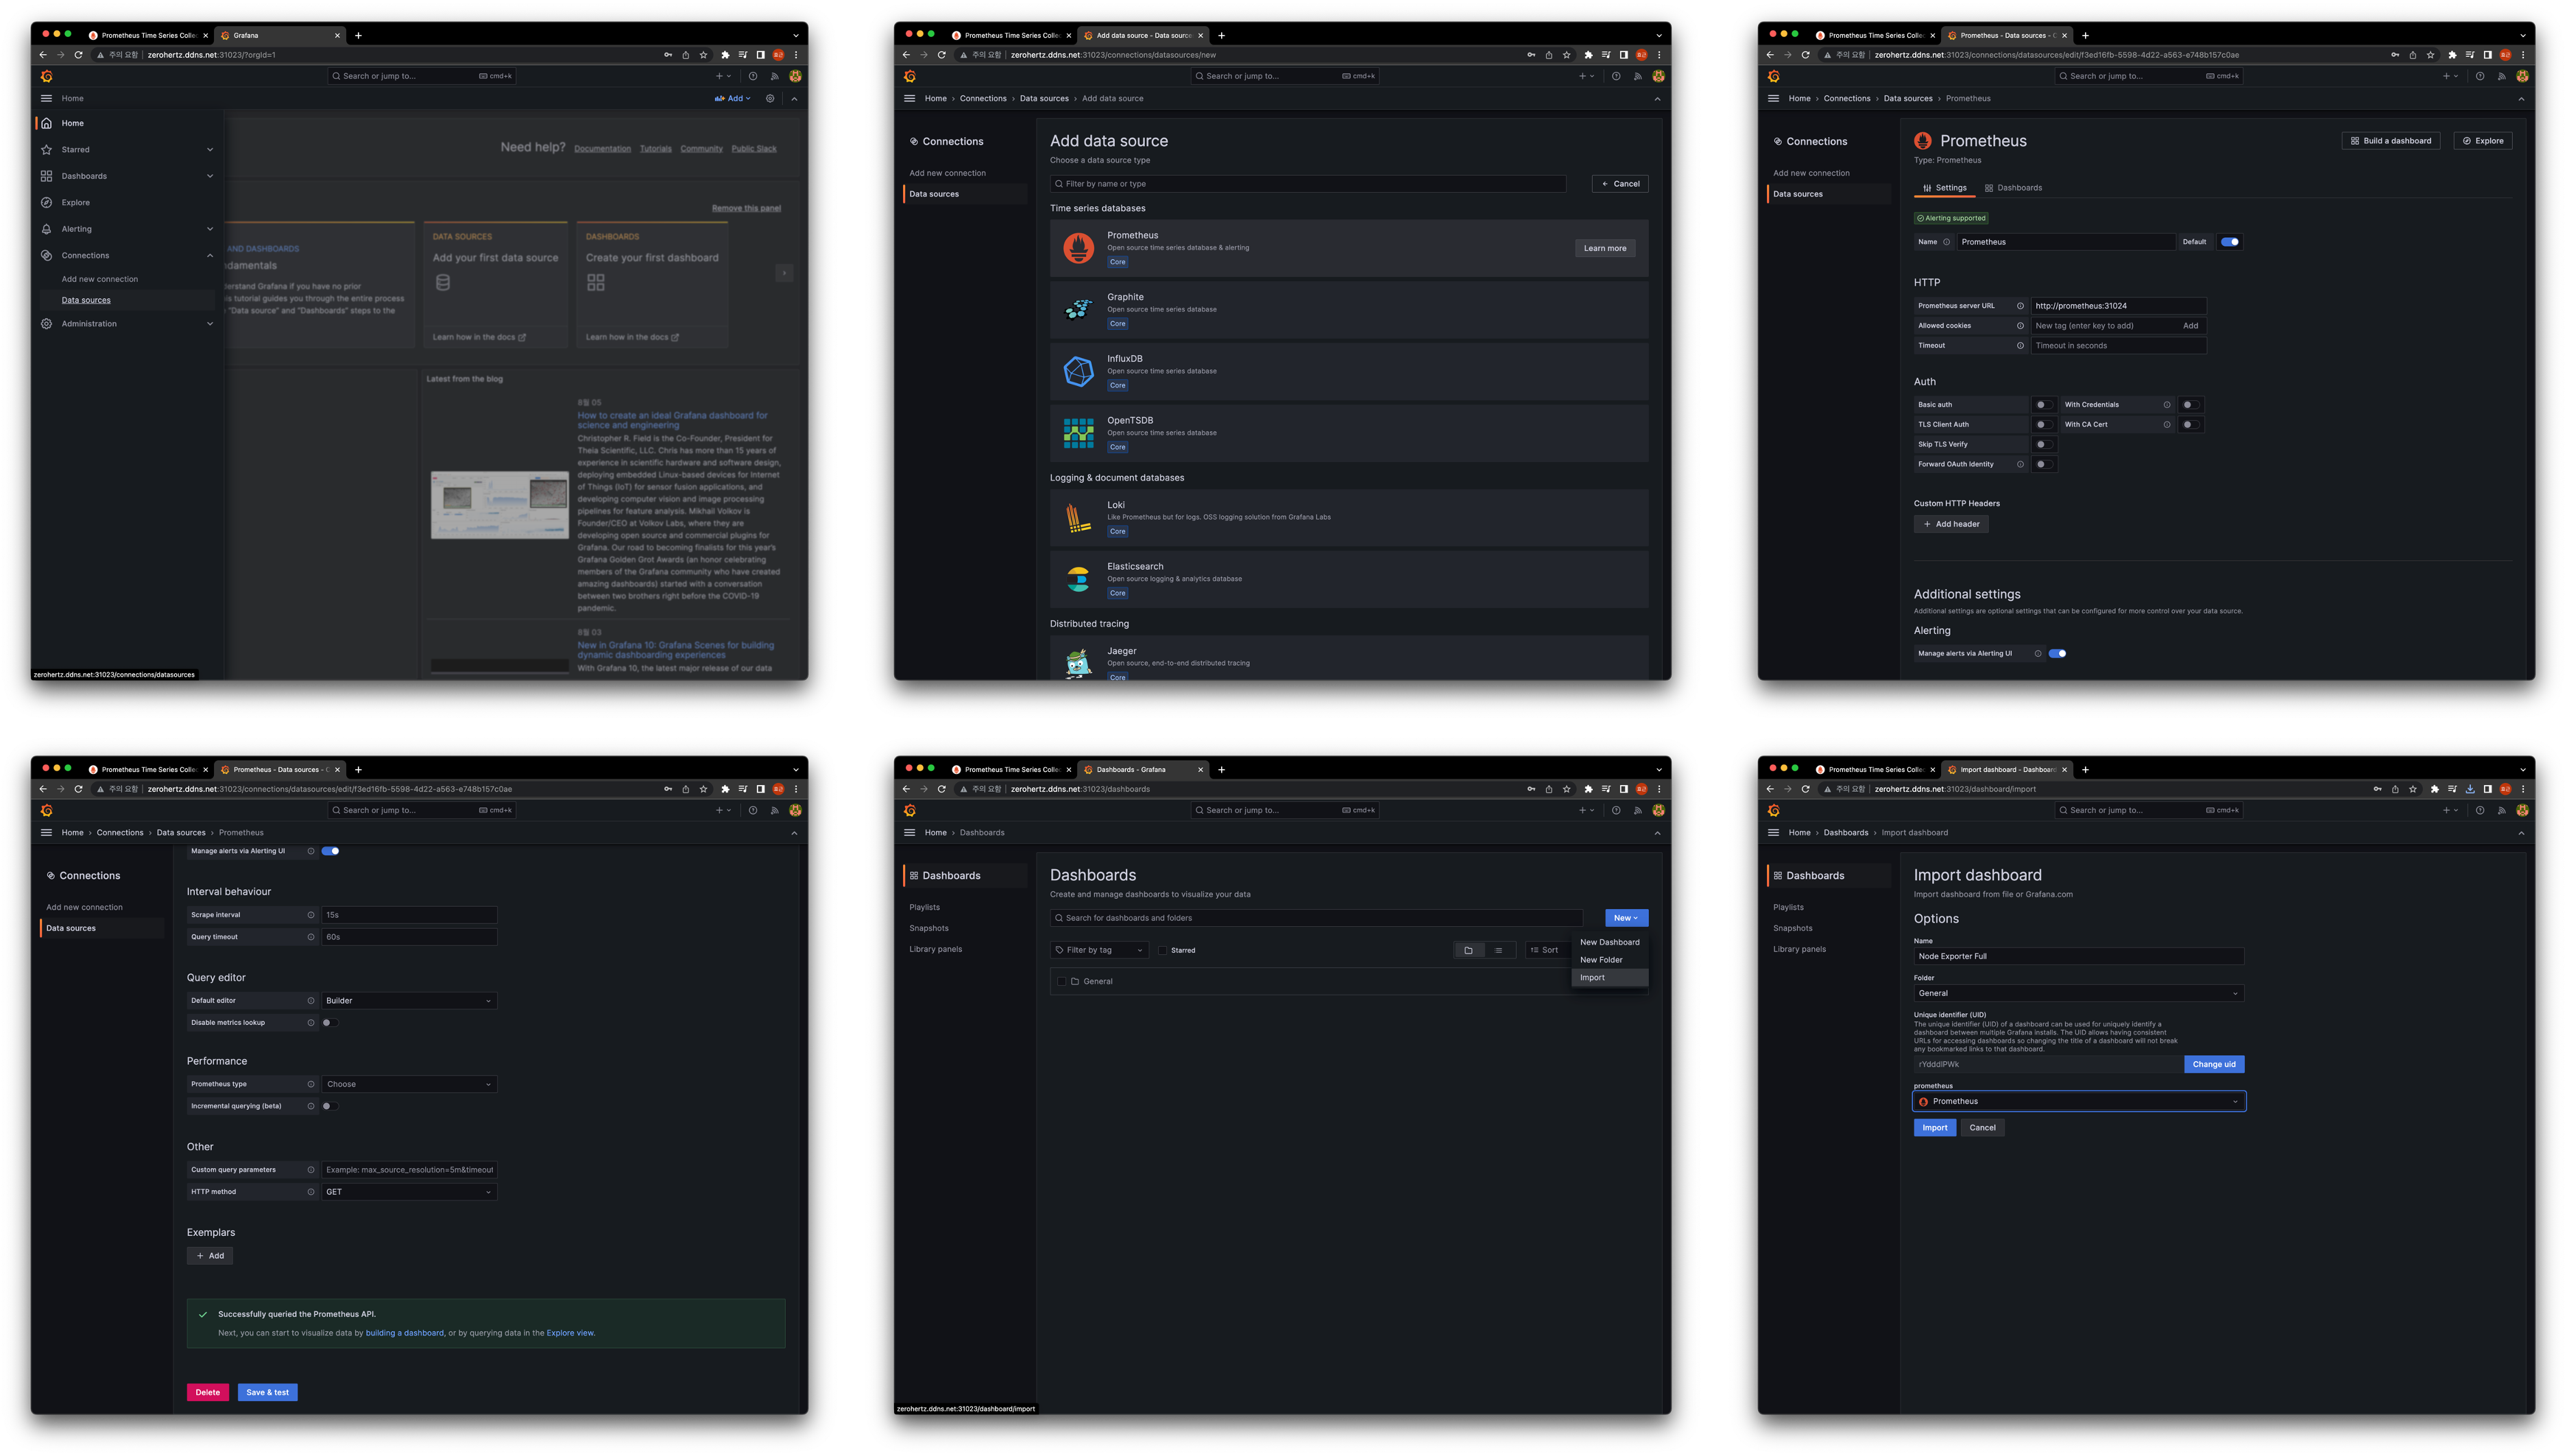 Prometheus Time Series Collec
Grafana
주의 요함
zerohertz.ddns.net:31023/?orgId=1
Search or jump to...
cmd+k
Home
Add
Home
Starred
Dashboards
Explore
Alerting
Connections
Add new connection
Data sources
Administration
Need help?
Documentation
Tutorials
Community
Public Slack
Remove this panel
AND DASHBOARDS
ndamentals
derstand Grafana if you have no prior
is tutorial guides you through the entire process
"Data source" and "Dashboards" steps to the
DATA SOURCES
Add your first data source
Learn how in the docs
DASHBOARDS
Create your first dashboard
Learn how in the docs
Latest from the blog
8월 05
How to create an ideal Grafana dashboard for
science and engineering
Christopher R. Field is the Co-Founder, President for
Theia Scientific, LLC. Chris has more than 15 years of
experience in scientific hardware and software design,
deploying embedded Linux-based devices for Internet
of Things (IoT) for sensor fusion applications, and
developing computer vision and image processing
pipelines for feature analysis. Mikhail Volkov is
Founder/CEO at Volkov Labs, where they are
developing open source and commercial plugins for
Grafana. Our road to becoming finalists for this year's
Grafana Golden Grot Awards (an honor celebrating
members of the Grafana community who have created
amazing dashboards) started with a conversation
between two brothers right before the COVID-19
pandemic.
8월 03
New in Grafana 10: Grafana Scenes for building
dynamic dashboarding experiences
With Grafana 10, the latest major release of our data
zerohertz.ddns.net:31023/connections/datasources
Prometheus Time Series Collec
Add data source - Data source
주의 요함
zerohertz.ddns.net:31023/connections/datasources/new
Search or jump to...
cmd+k
Home › Connections › Data sources › Add data source
Connections
Add new connection
Data sources
Add data source
Choose a data source type
Filter by name or type
Cancel
Time series databases
Prometheus
Open source time series database & alerting
Core
Learn more
Graphite
Open source time series database
Core
InfluxDB
Open source time series database
Core
OpenTSDB
Open source time series database
Core
Logging & document databases
Loki
Like Prometheus but for logs. OSS logging solution from Grafana Labs
Core
Elasticsearch
Open source logging & analytics database
Core
Distributed tracing
Jaeger
Open source, end-to-end distributed tracing
Core
Prometheus Time Series Collec
Prometheus - Data sources - C
주의 요함
zerohertz.ddns.net:31023/connections/datasources/edit/f3ed16fb-5598-4d22-a563-e748b157c0ae
Search or jump to...
cmd+k
Home › Connections › Data sources › Prometheus
Connections
Add new connection
Data sources
Prometheus
Type: Prometheus
Build a dashboard
Explore
Settings
Dashboards
Alerting supported
Name
Prometheus
Default
HTTP
Prometheus server URL
http://prometheus:31024
Allowed cookies
New tag (enter key to add)
Add
Timeout
Timeout in seconds
Auth
Basic auth
With Credentials
TLS Client Auth
With CA Cert
Skip TLS Verify
Forward OAuth Identity
Custom HTTP Headers
Add header
Additional settings
Additional settings are optional settings that can be configured for more control over your data source.
Alerting
Manage alerts via Alerting UI
Prometheus Time Series Collec
Prometheus - Data sources - C
주의 요함
zerohertz.ddns.net:31023/connections/datasources/edit/f3ed16fb-5598-4d22-a563-e748b157c0ae
Search or jump to...
cmd+k
Home › Connections › Data sources › Prometheus
Connections
Add new connection
Data sources
Manage alerts via Alerting UI
Interval behaviour
Scrape interval
15s
Query timeout
60s
Query editor
Default editor
Builder
Disable metrics lookup
Performance
Prometheus type
Choose
Incremental querying (beta)
Other
Custom query parameters
Example: max_source_resolution=5m&timeout
HTTP method
GET
Exemplars
Add
Successfully queried the Prometheus API.
Next, you can start to visualize data by building a dashboard, or by querying data in the Explore view.
Delete
Save & test
Prometheus Time Series Collec
Dashboards - Grafana
주의 요함
zerohertz.ddns.net:31023/dashboards
Search or jump to...
cmd+k
Home › Dashboards
Dashboards
Playlists
Snapshots
Library panels
Dashboards
Create and manage dashboards to visualize your data
Search for dashboards and folders
New
Filter by tag
Starred
Sort
New Dashboard
New Folder
Import
General
zerohertz.ddns.net:31023/dashboard/import
Prometheus Time Series Collec
Import dashboard - Dashboard
주의 요함
zerohertz.ddns.net:31023/dashboard/import
Search or jump to...
cmd+k
Home › Dashboards › Import dashboard
Dashboards
Playlists
Snapshots
Library panels
Import dashboard
Import dashboard from file or Grafana.com
Options
Name
Node Exporter Full
Folder
General
Unique identifier (UID)
The unique identifier (UID) of a dashboard can be used for uniquely identify a
dashboard between multiple Grafana installs. The UID allows having consistent
URLs for accessing dashboards so changing the title of a dashboard will not break
any bookmarked links to that dashboard.
rYdddlPWk
Change uid
prometheus
Prometheus
Import
Cancel